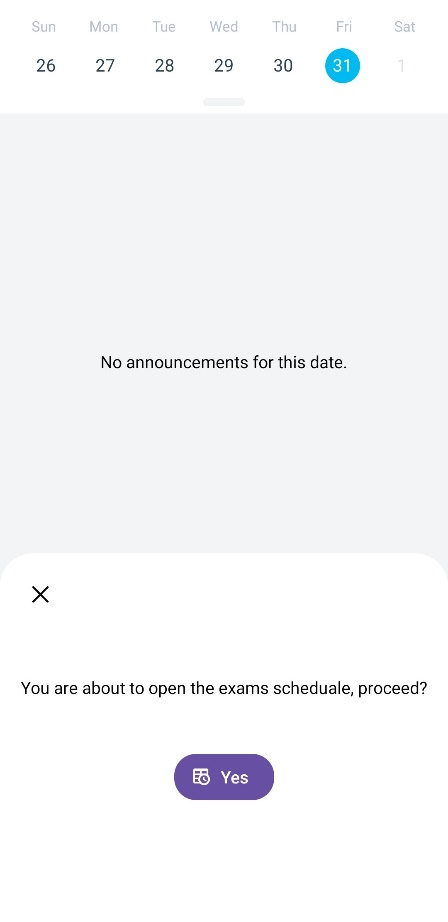 Sun Mon Tue Wed Thu Fri Sat
26 27 28 29 30 31 1
No announcements for this date.
You are about to open the exams scheduale, proceed?
Yes